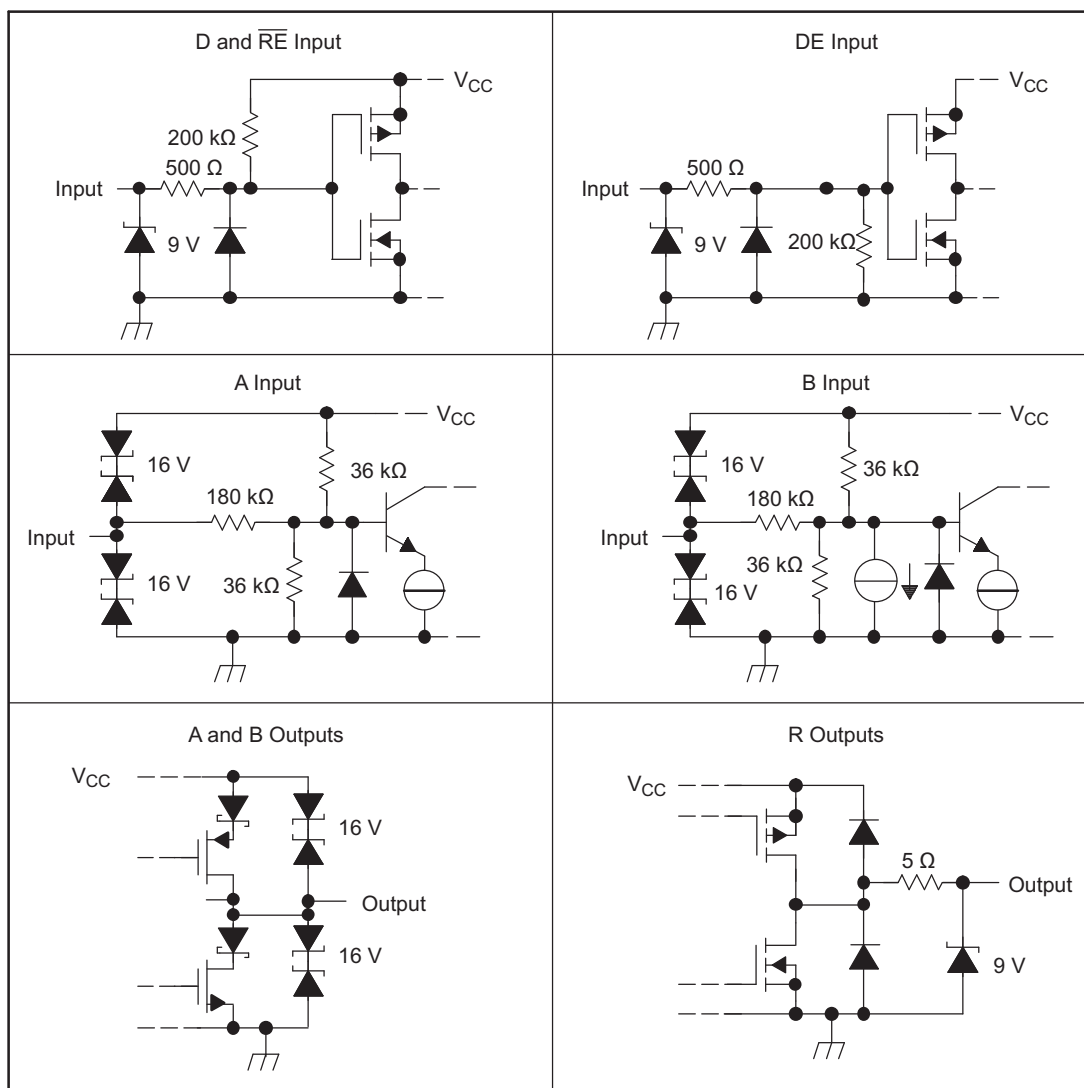 D and R̅E̅ Input
V_CC
200 kΩ
500 Ω
Input
9 V
DE Input
V_CC
500 Ω
Input
9 V
200 kΩ
A Input
V_CC
16 V
36 kΩ
180 kΩ
Input
16 V
36 kΩ
B Input
V_CC
16 V
36 kΩ
180 kΩ
Input
36 kΩ
16 V
A and B Outputs
V_CC
16 V
Output
16 V
R Outputs
V_CC
5 Ω
Output
9 V